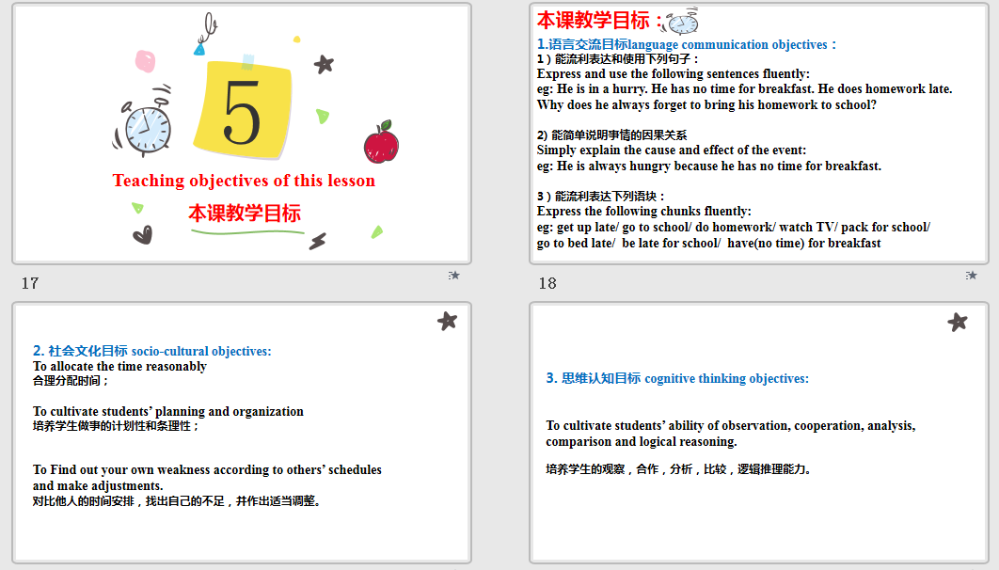 5
Teaching objectives of this lesson
本课教学目标
17
本课教学目标：
1.语言交流目标language communication objectives：
1）能流利表达和使用下列句子：
Express and use the following sentences fluently:
eg: He is in a hurry. He has no time for breakfast. He does homework late.
Why does he always forget to bring his homework to school?
2) 能简单说明事情的因果关系
Simply explain the cause and effect of the event:
eg: He is always hungry because he has no time for breakfast.
3）能流利表达下列语块：
Express the following chunks fluently:
eg: get up late/ go to school/ do homework/ watch TV/ pack for school/
go to bed late/ be late for school/ have(no time) for breakfast
18
2. 社会文化目标 socio-cultural objectives:
To allocate the time reasonably
合理分配时间；
To cultivate students’ planning and organization
培养学生做事的计划性和条理性；
To Find out your own weakness according to others’ schedules
and make adjustments.
对比他人的时间安排，找出自己的不足，并作出适当调整。
3. 思维认知目标 cognitive thinking objectives:
To cultivate students’ ability of observation, cooperation, analysis,
comparison and logical reasoning.
培养学生的观察，合作，分析，比较，逻辑推理能力。